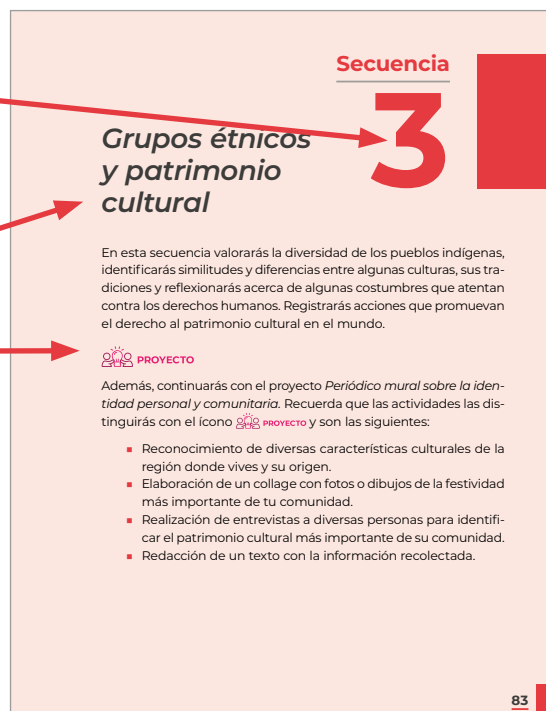 Secuencia
3
Grupos étnicos
y patrimonio
cultural
En esta secuencia valorarás la diversidad de los pueblos indígenas,
identificarás similitudes y diferencias entre algunas culturas, sus tra-
diciones y reflexionarás acerca de algunas costumbres que atentan
contra los derechos humanos. Registrarás acciones que promuevan
el derecho al patrimonio cultural en el mundo.
PROYECTO
Además, continuarás con el proyecto Periódico mural sobre la iden-
tidad personal y comunitaria. Recuerda que las actividades las dis-
tinguirás con el ícono PROYECTO y son las siguientes:
▪ Reconocimiento de diversas características culturales de la
región donde vives y su origen.
▪ Elaboración de un collage con fotos o dibujos de la festividad
más importante de tu comunidad.
▪ Realización de entrevistas a diversas personas para identifi-
car el patrimonio cultural más importante de su comunidad.
▪ Redacción de un texto con la información recolectada.
83